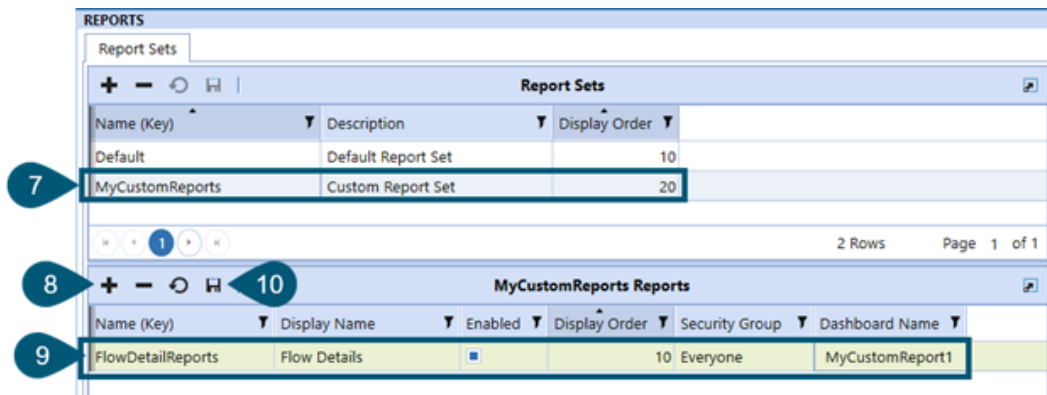 REPORTS
Report Sets
Report Sets
Name (Key) Description Display Order
Default Default Report Set 10
7 MyCustomReports Custom Report Set 20
1 2 Rows Page 1 of 1
8 10 MyCustomReports Reports
Name (Key) Display Name Enabled Display Order Security Group Dashboard Name
9 FlowDetailReports Flow Details 10 Everyone MyCustomReport1